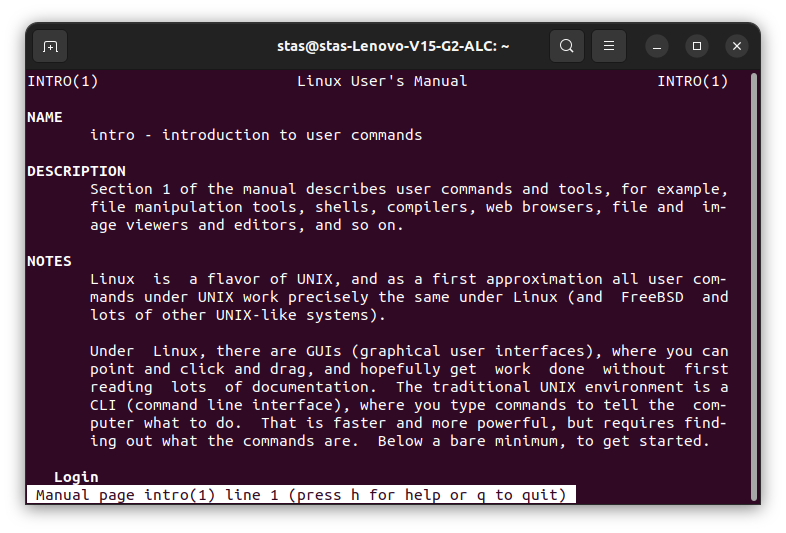 stas@stas-Lenovo-V15-G2-ALC: ~
INTRO(1)                      Linux User's Manual                     INTRO(1)
NAME
       intro - introduction to user commands
DESCRIPTION
       Section 1 of the manual describes user commands and tools, for example,
       file manipulation tools, shells, compilers, web browsers, file and  im-
       age viewers and editors, and so on.
NOTES
       Linux  is  a flavor of UNIX, and as a first approximation all user com-
       mands under UNIX work precisely the same under Linux (and  FreeBSD  and
       lots of other UNIX-like systems).
       Under  Linux, there are GUIs (graphical user interfaces), where you can
       point and click and drag, and hopefully get  work  done  without  first
       reading  lots  of documentation.  The traditional UNIX environment is a
       CLI (command line interface), where you type commands to tell the  com-
       puter what to do.  That is faster and more powerful, but requires find-
       ing out what the commands are.  Below a bare minimum, to get started.
   Login
 Manual page intro(1) line 1 (press h for help or q to quit)